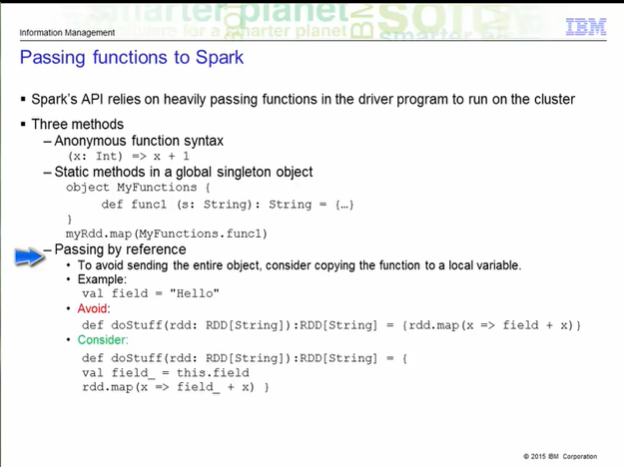 smarter planet
for a smarter planet
Information Management
IBM
Passing functions to Spark
▪ Spark's API relies on heavily passing functions in the driver program to run on the cluster
▪ Three methods
– Anonymous function syntax
(x: Int) => x + 1
– Static methods in a global singleton object
object MyFunctions {
def func1 (s: String): String = {…}
}
myRdd.map(MyFunctions.func1)
– Passing by reference
• To avoid sending the entire object, consider copying the function to a local variable.
• Example:
val field = "Hello"
• Avoid:
def doStuff(rdd: RDD[String]):RDD[String] = {rdd.map(x => field + x)}
• Consider:
def doStuff(rdd: RDD[String]):RDD[String] = {
val field_ = this.field
rdd.map(x => field_ + x) }
© 2015 IBM Corporation